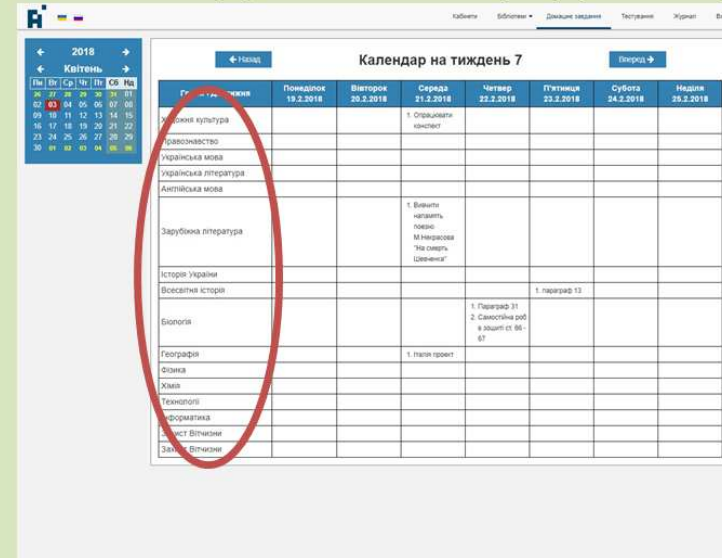 Кабінети Бібліотеки Домашнє завдання Тестування Журнал
2018
Квітень
Пн Вт Ср Чт Пт Сб Нд
26 27 28 29 30 31 01
02 03 04 05 06 07 08
09 10 11 12 13 14 15
16 17 18 19 20 21 22
23 24 25 26 27 28 29
30 01 02 03 04 05 06
Назад
Календар на тиждень 7
Вперед
Понеділок Вівторок Середа Четвер П'ятниця Субота Неділя
19.2.2018 20.2.2018 21.2.2018 22.2.2018 23.2.2018 24.2.2018 25.2.2018
культура
1. Опрацювати
конспект
Правознавство
Українська мова
Українська література
Англійська мова
Зарубіжна література
1. Вивчити
напам'ять
поезію
М.Некрасова
"На смерть
Шевченка"
Історія України
Всесвітня історія
1. параграф 13
Біологія
1. Параграф 31
2. Самостійна роб
в зошиті ст. 66 -
67
Географія
1. Італія проект
Фізика
Хімія
Технології
Інформатика
Захист Вітчизни
Захист Вітчизни